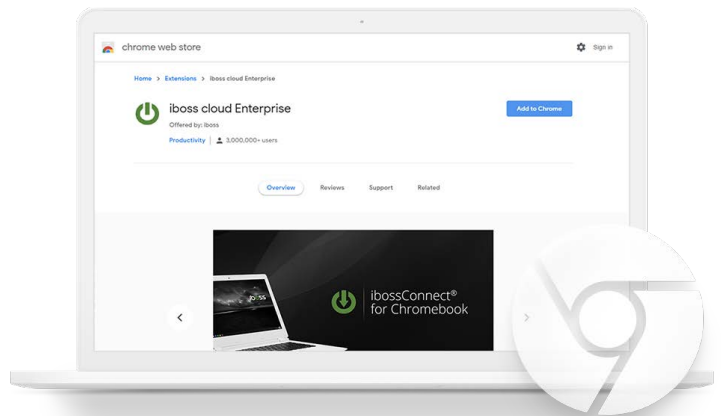 chrome web store
Sign in
Home > Extensions > iboss cloud Enterprise
iboss cloud Enterprise
Add to Chrome
Offered by: iboss
Productivity | 3,000,000+ users
Overview Reviews Support Related
ibossConnect®
for Chromebook